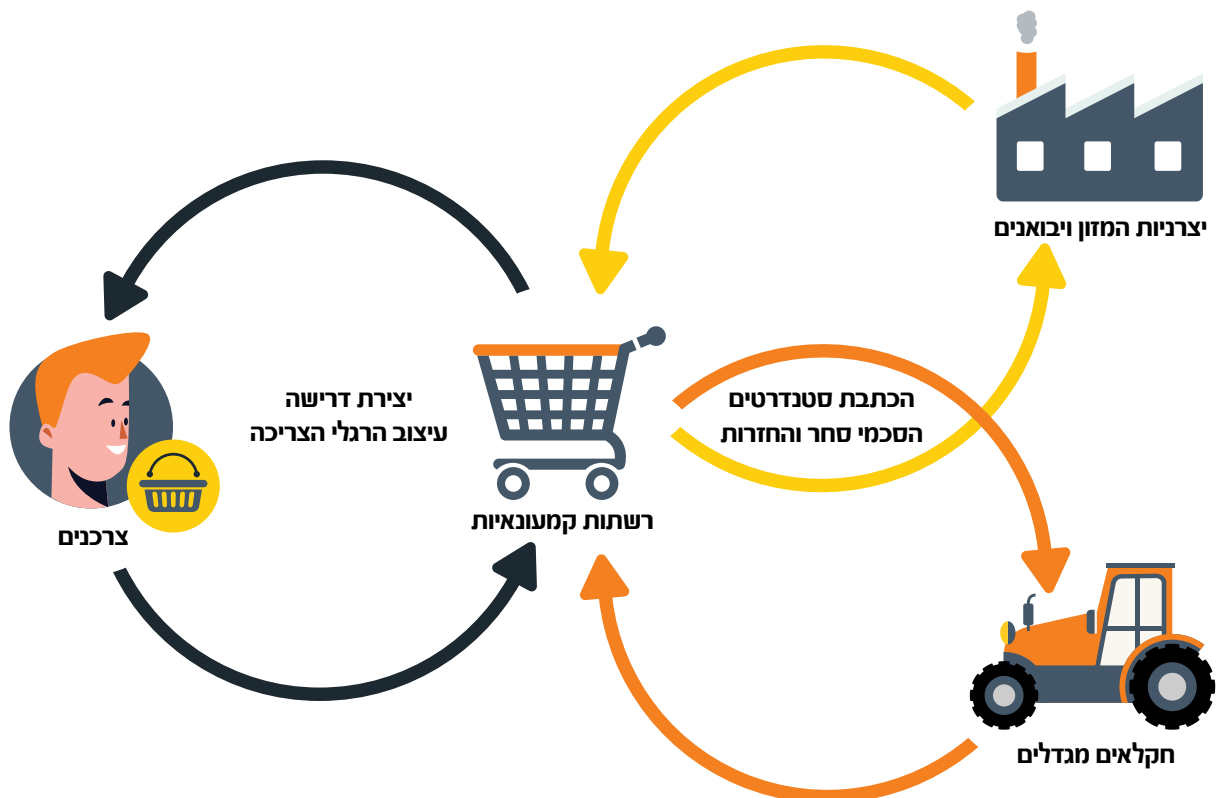 יצרניות המזון ויבואנים
יצירת דרישה
עיצוב הרגלי הצריכה
הכתבת סטנדרטים
הסכמי סחר והחזרות
רשתות קמעונאיות
צרכנים
חקלאים מגדלים